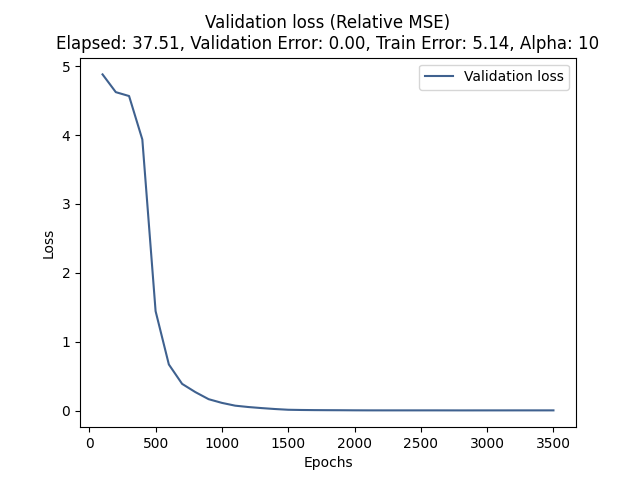 Validation loss (Relative MSE)
Elapsed: 37.51, Validation Error: 0.00, Train Error: 5.14, Alpha: 10
Validation loss
5
4
3
2
1
0
Loss
0 500 1000 1500 2000 2500 3000 3500
Epochs